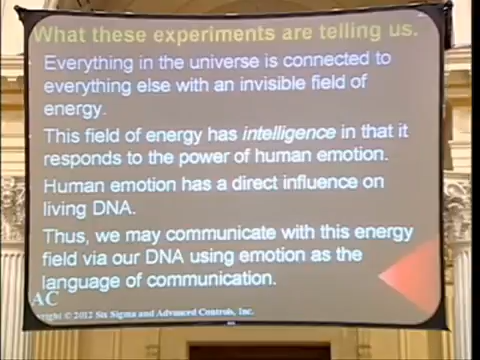 What these experiments are telling us.
Everything in the universe is connected to
everything else with an invisible field of
energy.
This field of energy has intelligence in that it
responds to the power of human emotion.
Human emotion has a direct influence on
living DNA.
Thus, we may communicate with this energy
field via our DNA using emotion as the
language of communication.
AC
yright © 2012 Six Sigma and Advanced Controls, Inc.